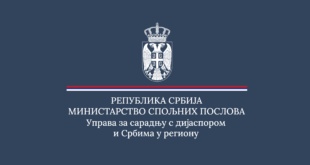 РЕПУБЛИКА СРБИЈА
МИНИСТАРСТВО СПОЉНИХ ПОСЛОВА
Управа за сарадњу с дијаспором
и Србима у региону